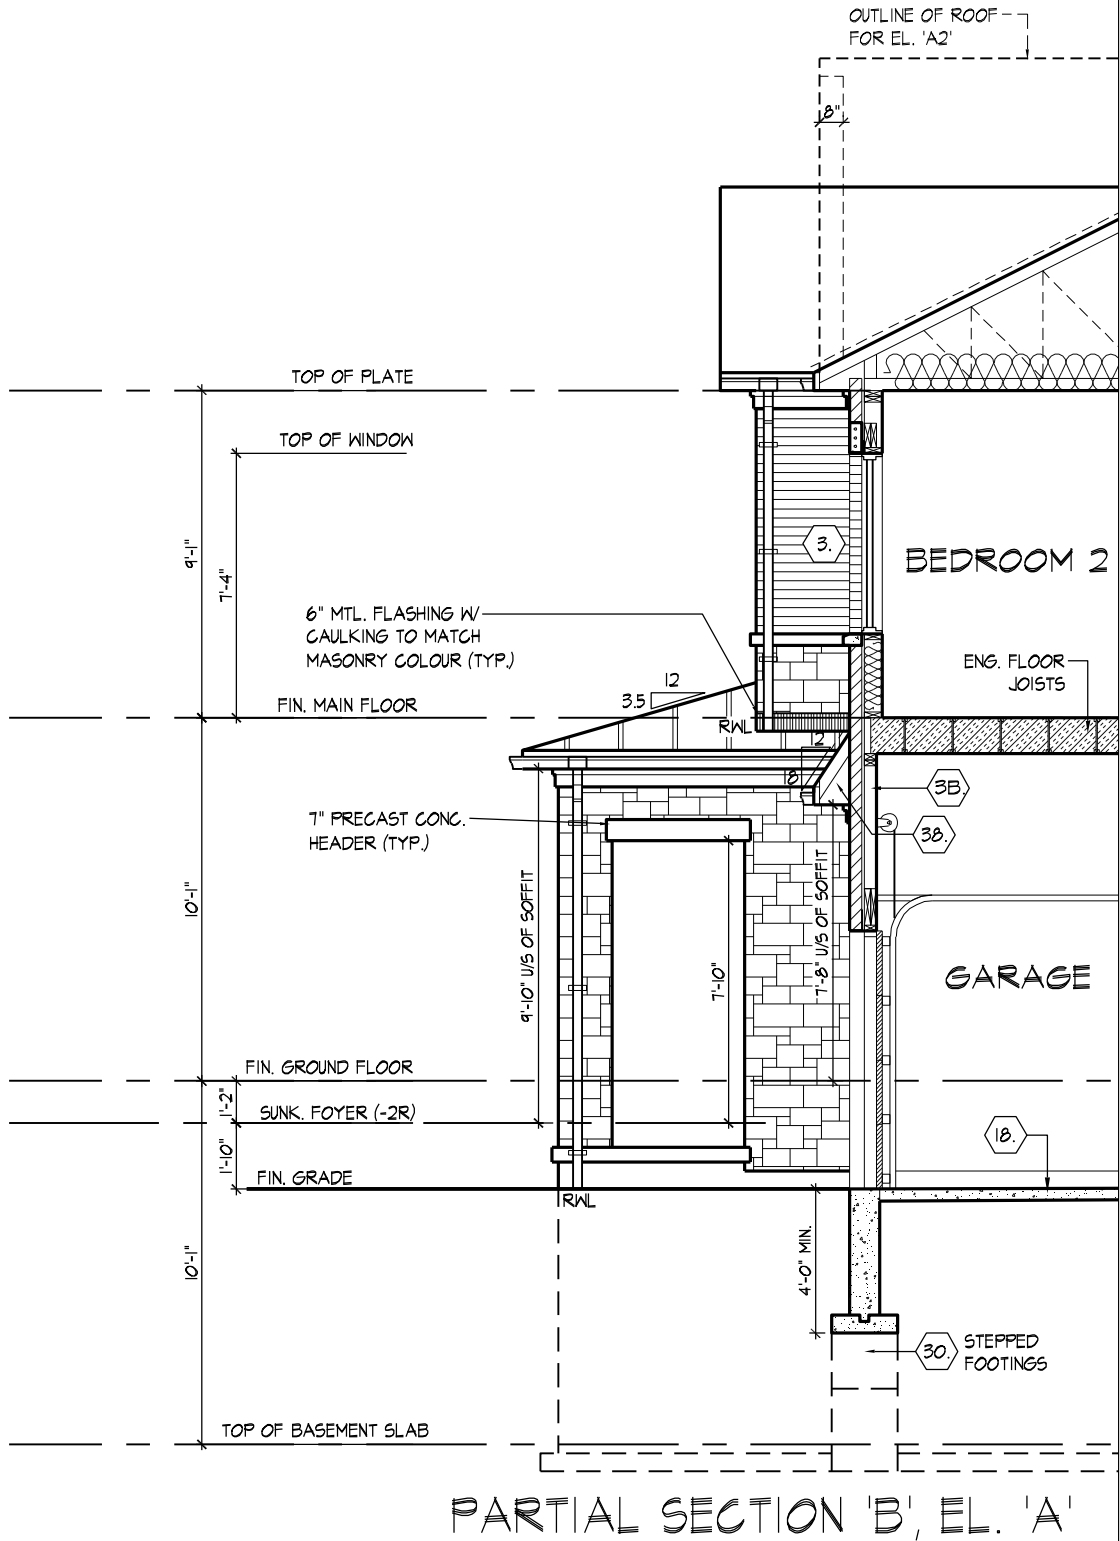 OUTLINE OF ROOF
FOR EL. 'A2'
8"
TOP OF PLATE
TOP OF WINDOW
9'-1"
7'-4"
3.
BEDROOM 2
6" MTL. FLASHING W/
CAULKING TO MATCH
MASONRY COLOUR (TYP.)
ENG. FLOOR
JOISTS
12
3.5
FIN. MAIN FLOOR
RWL
12
8
3B.
7" PRECAST CONC.
HEADER (TYP.)
38.
10'-1"
9'-10" U/S OF SOFFIT
7'-10"
7'-8" U/S OF SOFFIT
GARAGE
FIN. GROUND FLOOR
1'-2"
SUNK. FOYER (-2R)
1'-10"
18.
FIN. GRADE
RWL
10'-1"
4'-0" MIN.
30.
STEPPED
FOOTINGS
TOP OF BASEMENT SLAB
PARTIAL SECTION 'B', EL. 'A'